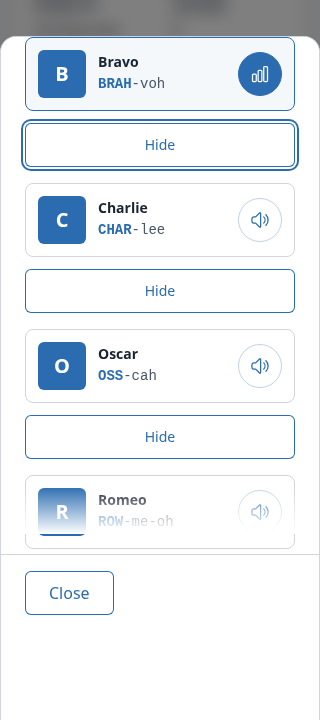 B
Bravo
BRAH-voh
Hide
C
Charlie
CHAR-lee
Hide
O
Oscar
OSS-cah
Hide
R
Romeo
ROW-me-oh
Close